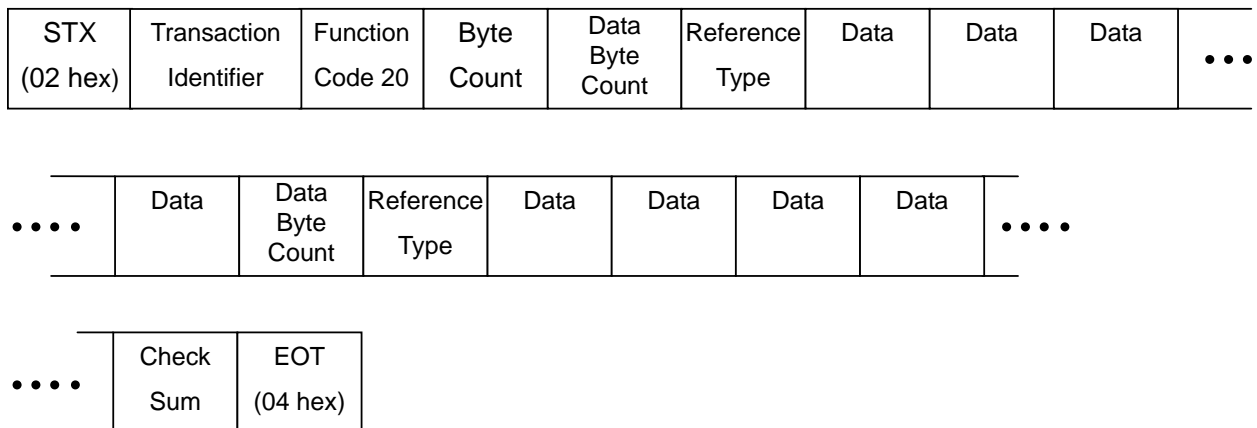 STX
(02 hex)
Transaction
Identifier
Function
Code 20
Byte
Count
Data
Byte
Count
Reference
Type
Data
Data
Data
Data
Data
Byte
Count
Reference
Type
Data
Data
Data
Data
Check
Sum
EOT
(04 hex)